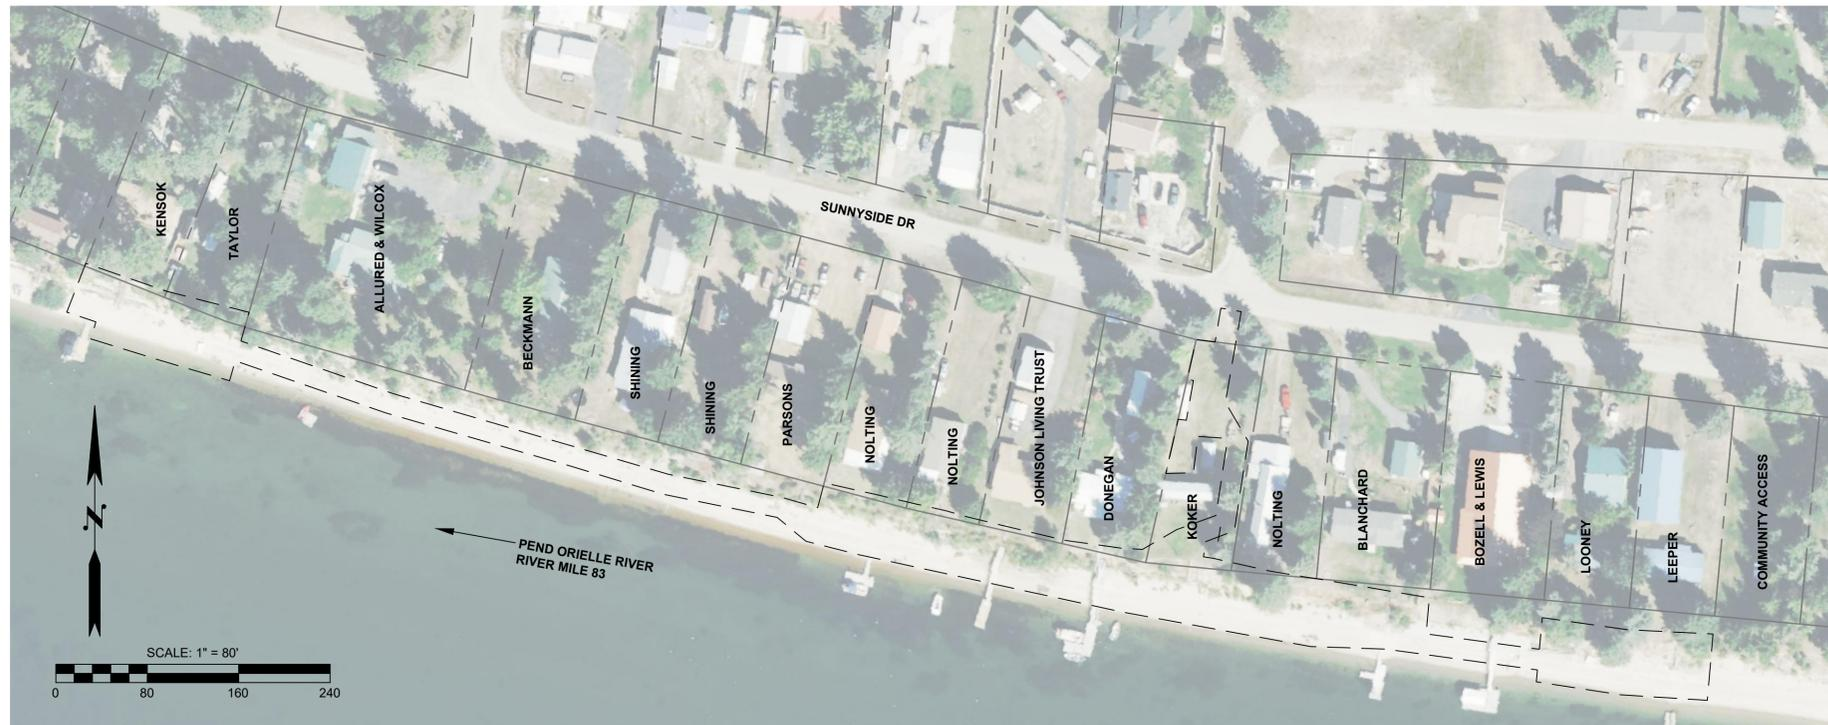 SUNNYSIDE DR
KENSOK
TAYLOR
ALLURED & WILCOX
BECKMANN
SHINING
SHINING
PARSONS
NOLTING
NOLTING
JOHNSON LIVING TRUST
DONEGAN
KOKER
NOLTING
BLANCHARD
BOZELL & LEWIS
LOONEY
LEEPER
COMMUNITY ACCESS
PEND ORIELLE RIVER
RIVER MILE 83
N
SCALE: 1" = 80'
0 80 160 240